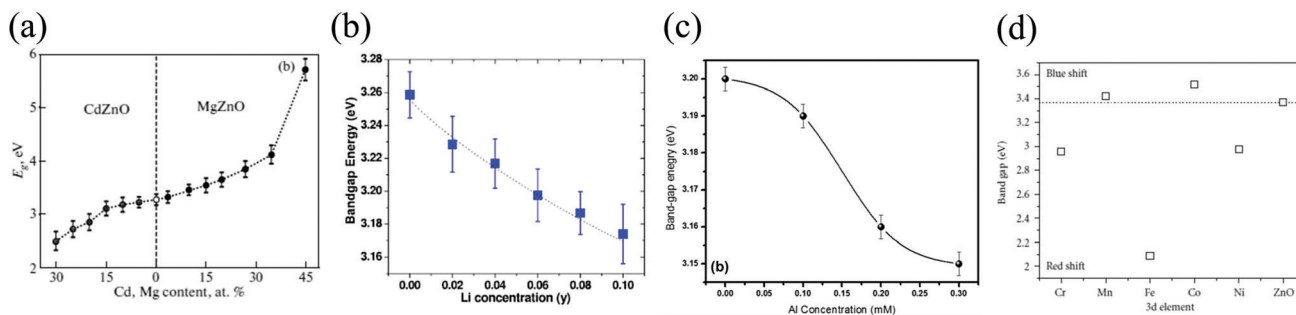 (a)
(b)
CdZnO
MgZnO
E_g, eV
6
5
4
3
2
30 15 0 15 30 45
Cd, Mg content, at. %
(b)
Bandgap Energy (eV)
3.28
3.26
3.24
3.22
3.20
3.18
3.16
0.00 0.02 0.04 0.06 0.08 0.10
Li concentration (y)
(c)
Band-gap enegry (eV)
3.20
3.19
3.18
3.17
3.16
3.15
(b)
0.00 0.05 0.10 0.15 0.20 0.25 0.30
Al Concentration (mM)
(d)
Blue shift
Band gap (eV)
3.6
3.4
3.2
3
2.8
2.6
2.4
2.2
2
Red shift
Cr Mn Fe Co Ni ZnO
3d element